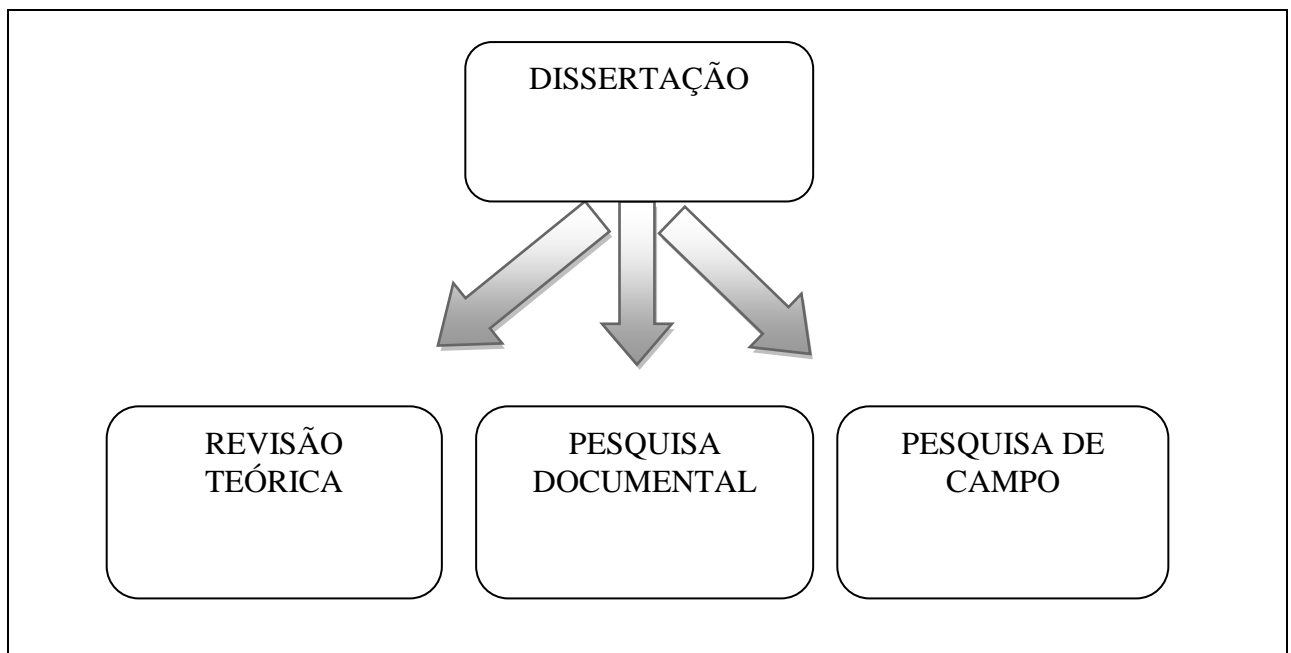 DISSERTAÇÃO
REVISÃO
TEÓRICA
PESQUISA
DOCUMENTAL
PESQUISA DE
CAMPO